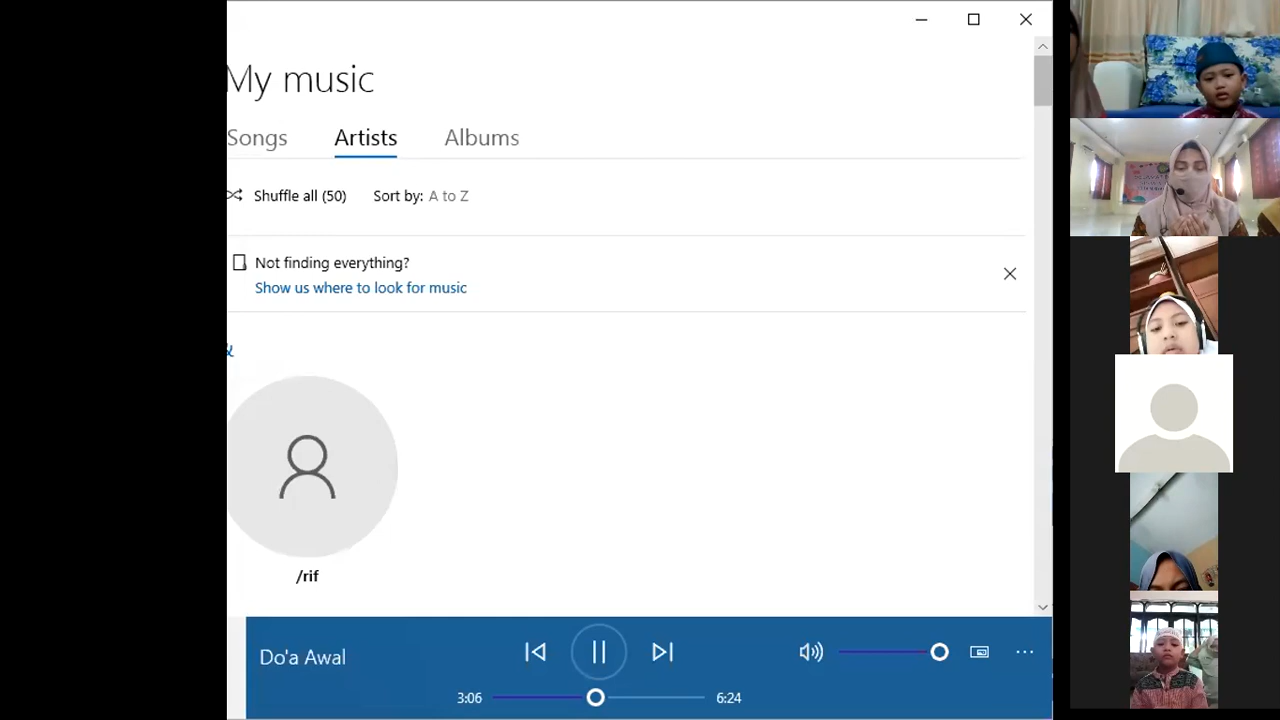 My music
Songs Artists Albums
Shuffle all (50) Sort by: A to Z
Not finding everything?
Show us where to look for music
&
/rif
Do'a Awal
3:06 6:24